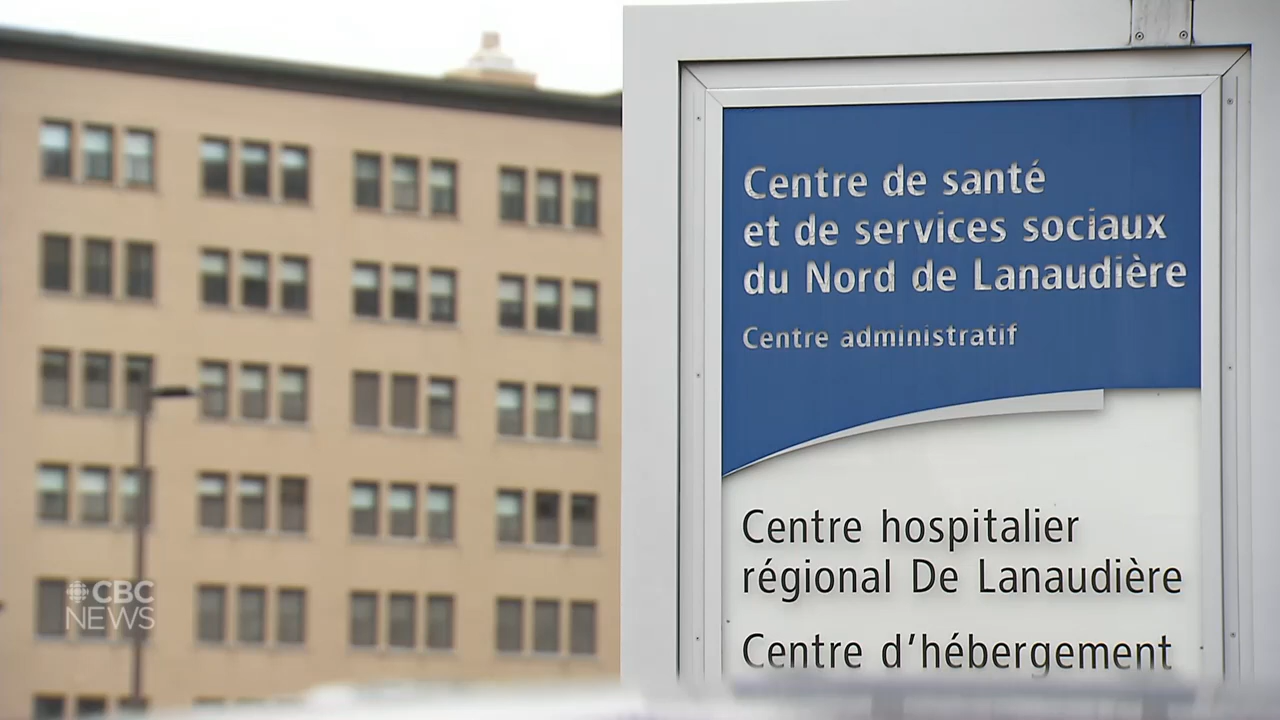 Centre de santé
et de services sociaux
du Nord de Lanaudière
Centre administratif
Centre hospitalier
régional De Lanaudière
Centre d'hébergement
CBC
NEWS